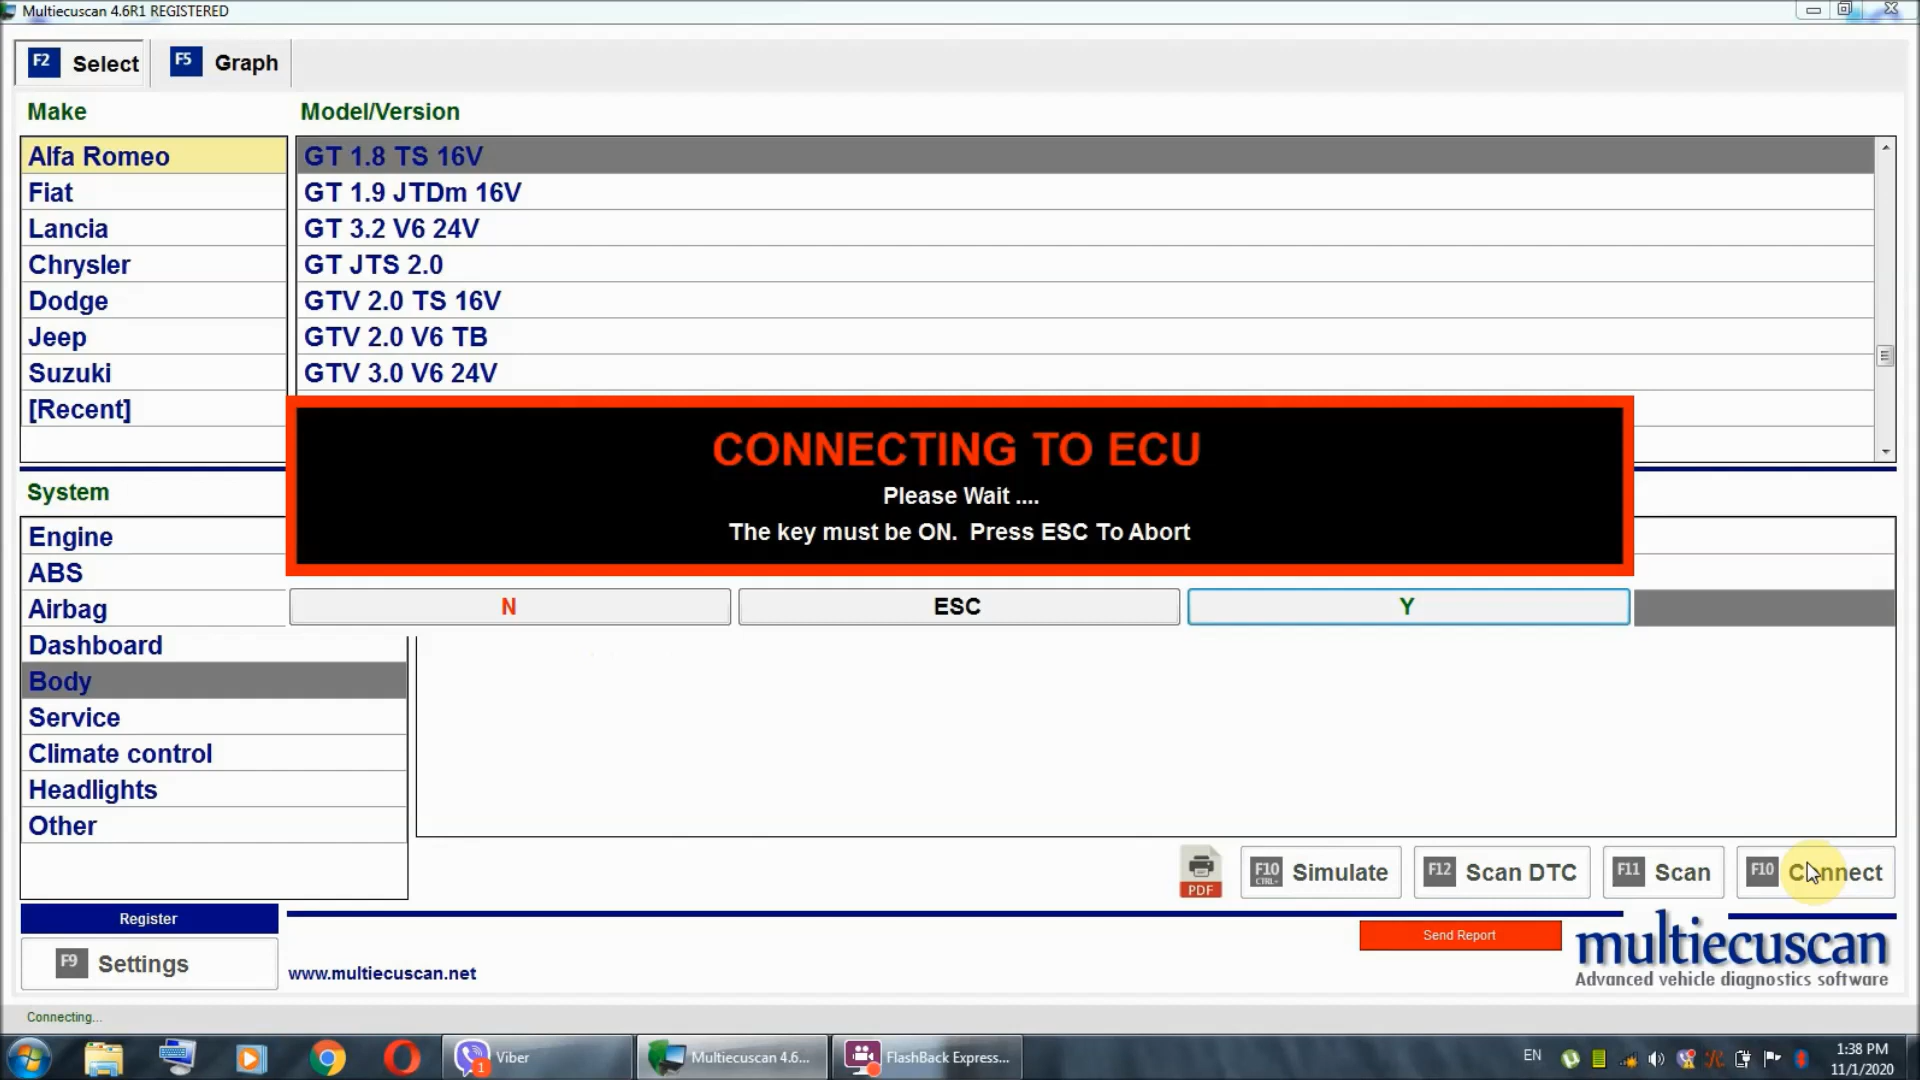 Multiecuscan 4.6R1 REGISTERED
F2 Select
F5 Graph
Make
Model/Version
Alfa Romeo
Fiat
Lancia
Chrysler
Dodge
Jeep
Suzuki
[Recent]
GT 1.8 TS 16V
GT 1.9 JTDm 16V
GT 3.2 V6 24V
GT JTS 2.0
GTV 2.0 TS 16V
GTV 2.0 V6 TB
GTV 3.0 V6 24V
CONNECTING TO ECU
Please Wait ....
The key must be ON. Press ESC To Abort
N
ESC
Y
System
Engine
ABS
Airbag
Dashboard
Body
Service
Climate control
Headlights
Other
PDF
F10 CTRL+ Simulate
F12 Scan DTC
F11 Scan
F10 Connect
Register
F9 Settings
www.multiecuscan.net
Send Report
multiecuscan
Advanced vehicle diagnostics software
Connecting...
1
Viber
Multiecuscan 4.6...
FlashBack Express...
EN
1:38 PM
11/1/2020